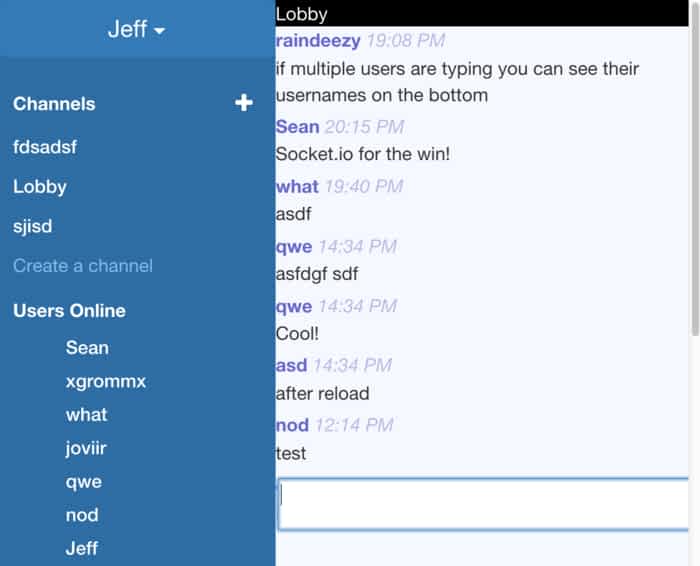 Jeff
Channels
fdsadsf
Lobby
sjisd
Create a channel
Users Online
Sean
xgrommx
what
joviir
qwe
nod
Jeff
Lobby
raindeezy 19:08 PM
if multiple users are typing you can see their
usernames on the bottom
Sean 20:15 PM
Socket.io for the win!
what 19:40 PM
asdf
qwe 14:34 PM
asfdgf sdf
qwe 14:34 PM
Cool!
asd 14:34 PM
after reload
nod 12:14 PM
test